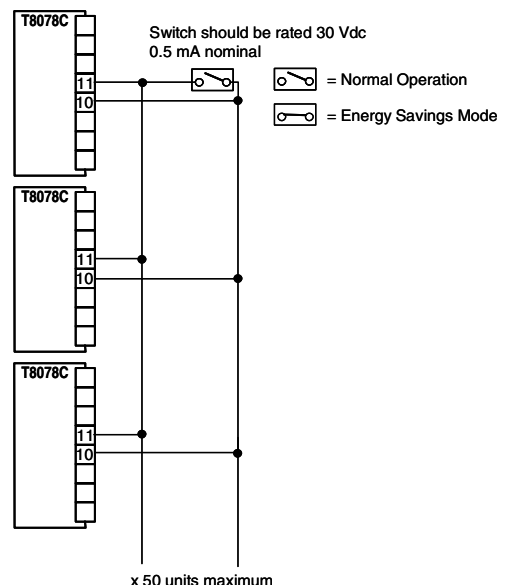 T8078C
Switch should be rated 30 Vdc
0.5 mA nominal
11
10
= Normal Operation
= Energy Savings Mode
T8078C
11
10
T8078C
11
10
x 50 units maximum